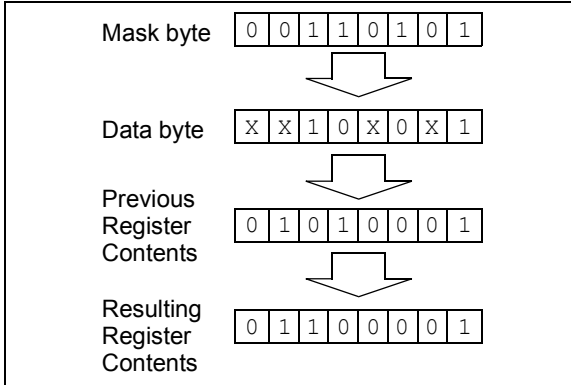 Mask byte 0 0 1 1 0 1 0 1
Data byte X X 1 0 X 0 X 1
Previous
Register
Contents
0 1 0 1 0 0 0 1
Resulting
Register
Contents
0 1 1 0 0 0 0 1